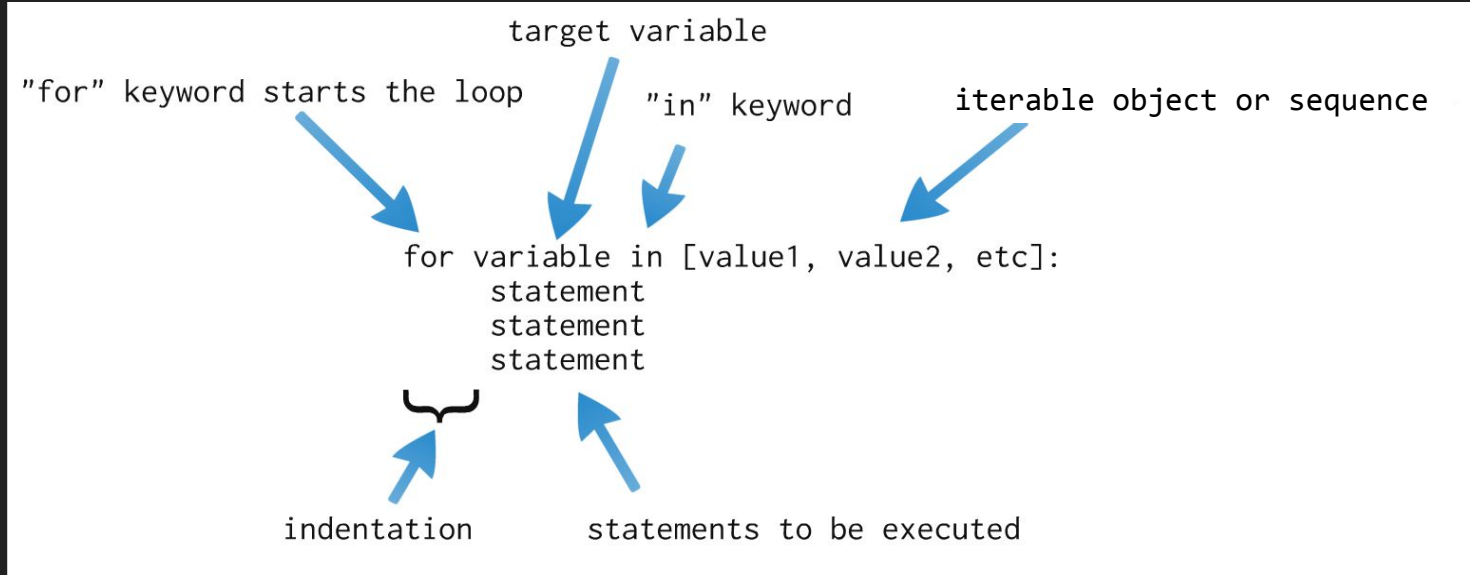 target variable
"for" keyword starts the loop
"in" keyword
iterable object or sequence
for variable in [value1, value2, etc]:
statement
statement
statement
indentation
statements to be executed